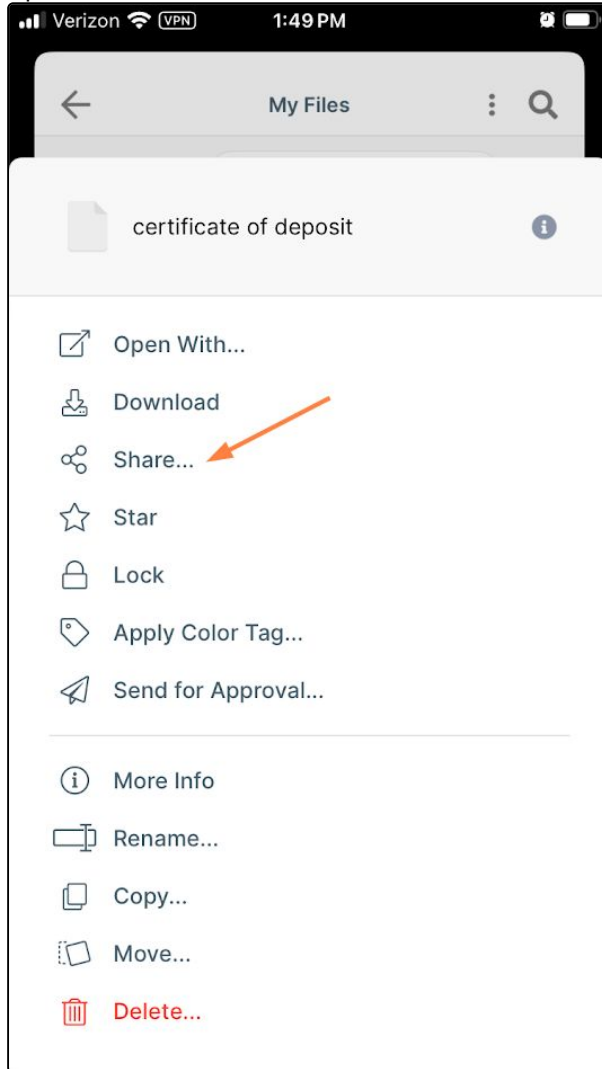 Verizon VPN 1:49 PM
My Files
certificate of deposit
Open With...
Download
Share...
Star
Lock
Apply Color Tag...
Send for Approval...
More Info
Rename...
Copy...
Move...
Delete...